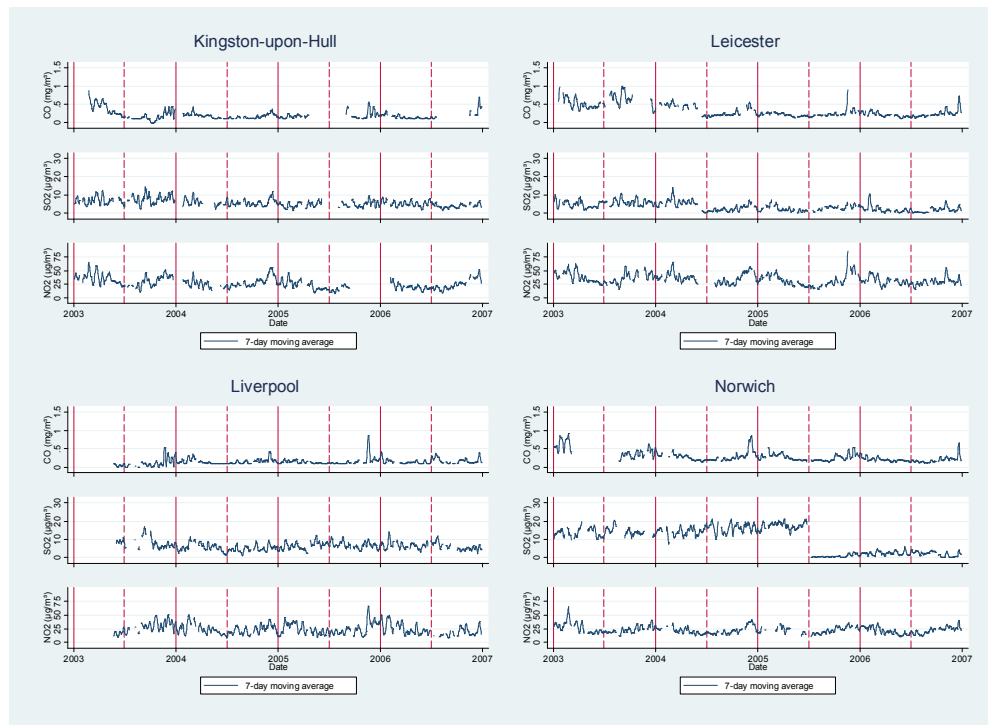 Kingston-upon-Hull
CO (mg/m³)
0 .5 1 1.5
SO2 (µg/m³)
0 10 20 30
NO2 (µg/m³)
0 25 50 75
2003 2004 2005 2006 2007
Date
7-day moving average
Leicester
CO (mg/m³)
0 .5 1 1.5
SO2 (µg/m³)
0 10 20 30
NO2 (µg/m³)
0 25 50 75
2003 2004 2005 2006 2007
Date
7-day moving average
Liverpool
CO (mg/m³)
0 .5 1 1.5
SO2 (µg/m³)
0 10 20 30
NO2 (µg/m³)
0 25 50 75
2003 2004 2005 2006 2007
Date
7-day moving average
Norwich
CO (mg/m³)
0 .5 1 1.5
SO2 (µg/m³)
0 10 20 30
NO2 (µg/m³)
0 25 50 75
2003 2004 2005 2006 2007
Date
7-day moving average